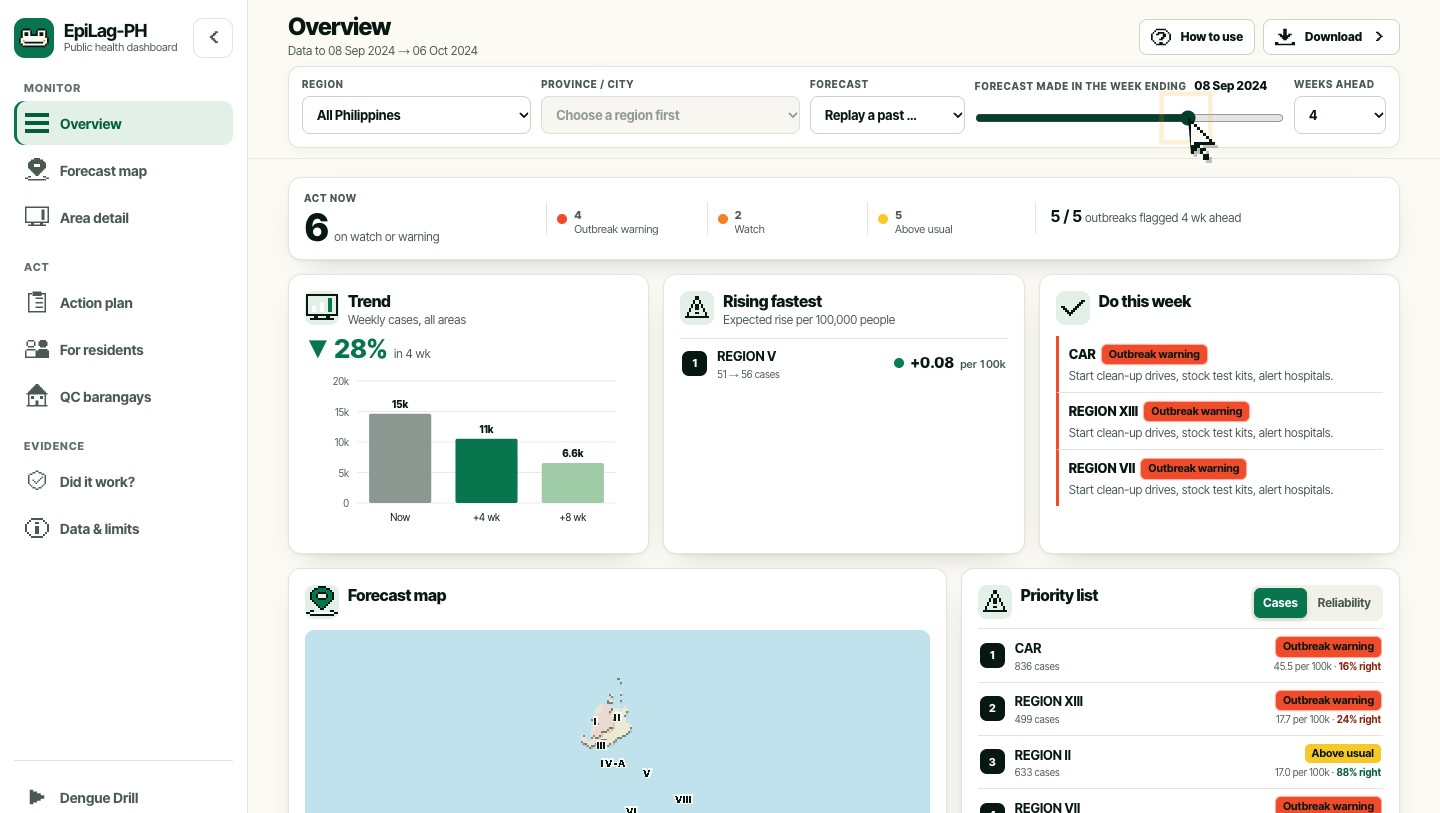 EpiLag-PH
Public health dashboard
MONITOR
Overview
Forecast map
Area detail
ACT
Action plan
For residents
QC barangays
EVIDENCE
Did it work?
Data & limits
Dengue Drill
Overview
Data to 08 Sep 2024 → 06 Oct 2024
How to use
Download
REGION
All Philippines
PROVINCE / CITY
Choose a region first
FORECAST
Replay a past ...
FORECAST MADE IN THE WEEK ENDING 08 Sep 2024
WEEKS AHEAD
4
ACT NOW
6 on watch or warning
4
Outbreak warning
2
Watch
5
Above usual
5 / 5 outbreaks flagged 4 wk ahead
Trend
Weekly cases, all areas
▼ 28% in 4 wk
20k
15k
10k
5k
0
15k
11k
6.6k
Now
+4 wk
+8 wk
Rising fastest
Expected rise per 100,000 people
1
REGION V
51 → 56 cases
+0.08 per 100k
Do this week
CAR Outbreak warning
Start clean-up drives, stock test kits, alert hospitals.
REGION XIII Outbreak warning
Start clean-up drives, stock test kits, alert hospitals.
REGION VII Outbreak warning
Start clean-up drives, stock test kits, alert hospitals.
Forecast map
I
II
III
IV-A
V
VIII
VI
Priority list
Cases
Reliability
1
CAR
836 cases
Outbreak warning
45.5 per 100k · 16% right
2
REGION XIII
499 cases
Outbreak warning
17.7 per 100k · 24% right
3
REGION II
633 cases
Above usual
17.0 per 100k · 88% right
REGION VII
Outbreak warning